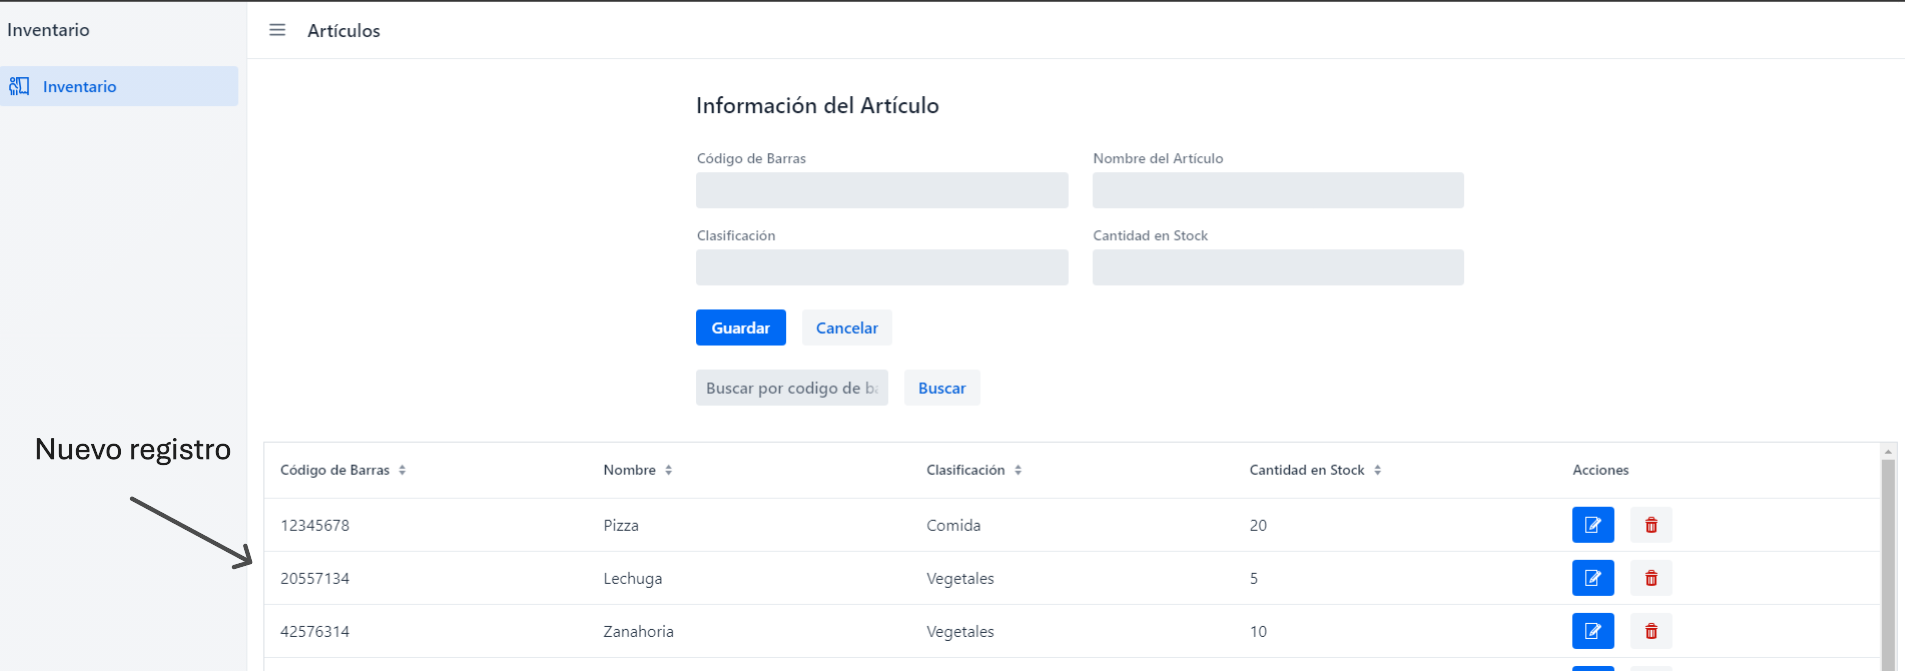 Inventario
Artículos
Inventario
Información del Artículo
Código de Barras
Nombre del Artículo
Clasificación
Cantidad en Stock
Guardar
Cancelar
Buscar por codigo de ba
Buscar
Nuevo registro
Código de Barras Nombre Clasificación Cantidad en Stock Acciones
12345678 Pizza Comida 20
20557134 Lechuga Vegetales 5
42576314 Zanahoria Vegetales 10